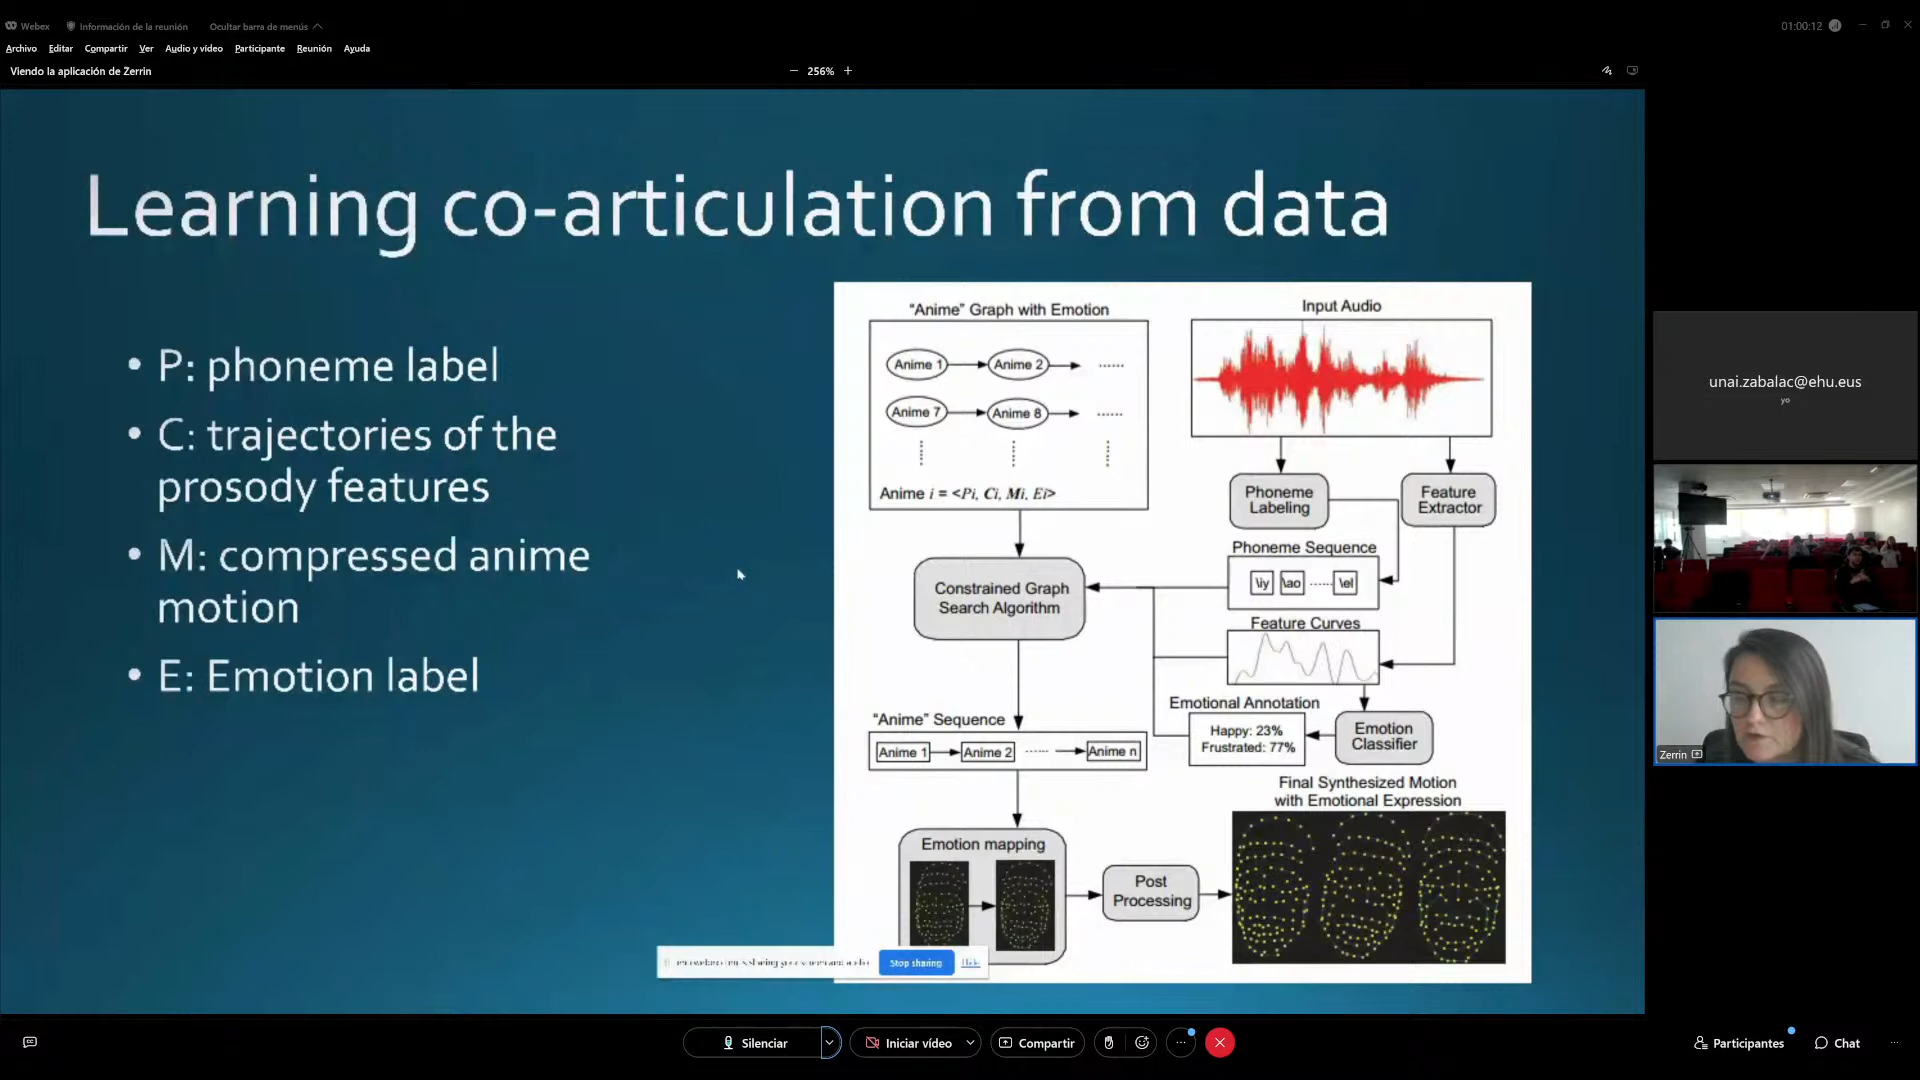 Webex
Información de la reunión
Ocultar barra de menús
01:00:12
Archivo Editar Compartir Ver Audio y vídeo Participante Reunión Ayuda
Viendo la aplicación de Zerrin
− 256% +
Learning co-articulation from data
• P: phoneme label
• C: trajectories of the
prosody features
• M: compressed anime
motion
• E: Emotion label
“Anime” Graph with Emotion
Anime 1
Anime 2
......
Anime 7
Anime 8
......
Anime i = <Pi, Ci, Mi, Ei>
Input Audio
Phoneme
Labeling
Feature
Extractor
Phoneme Sequence
\iy \ao ...... \el
Constrained Graph
Search Algorithm
Feature Curves
Emotional Annotation
Happy: 23%
Frustrated: 77%
Emotion
Classifier
“Anime” Sequence
Anime 1 Anime 2 ...... Anime n
Final Synthesized Motion
with Emotional Expression
Emotion mapping
Post
Processing
Stop sharing
Hide
unai.zabalac@ehu.eus
yo
Zerrin
Silenciar
Iniciar vídeo
Compartir
Participantes
Chat